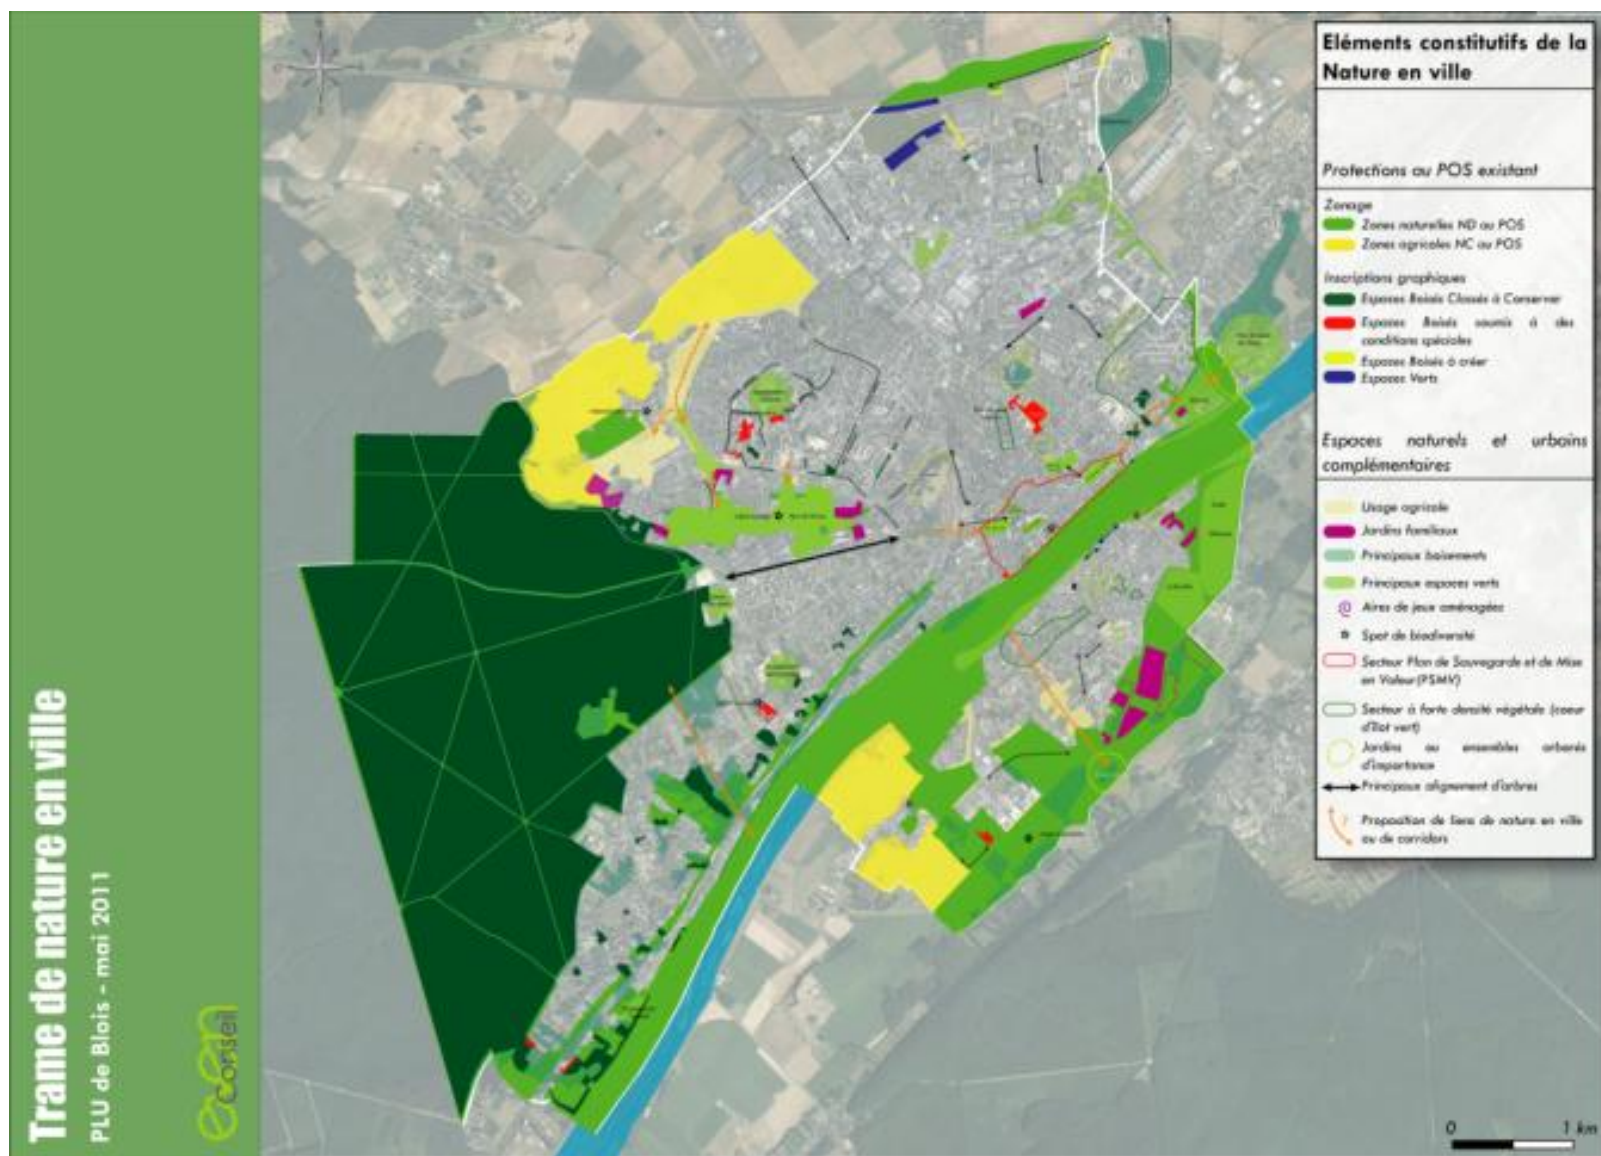 Trame de nature en ville
PLU de Blois - mai 2011
even
Conseil
Eléments constitutifs de la
Nature en ville
Protections au POS existant
Zonage
Zones naturelles ND au POS
Zones agricoles NC au POS
Inscriptions graphiques
Espaces Boisés Classés à Conserver
Espaces Boisés soumis à des
conditions spéciales
Espaces Boisés à créer
Espaces Verts
Espaces naturels et urbains
complémentaires
Usage agricole
Jardins familiaux
Principaux boisements
Principaux espaces verts
Aires de jeux aménagées
Spot de biodiversité
Secteur Plan de Sauvegarde et de Mise
en Valeur(PSMV)
Secteur à forte densité végétale (coeur
d'îlot vert)
Jardins ou ensembles arborés
d'importance
Principaux alignement d'arbres
Proposition de liens de nature en ville
ou de corridors
0 1 km